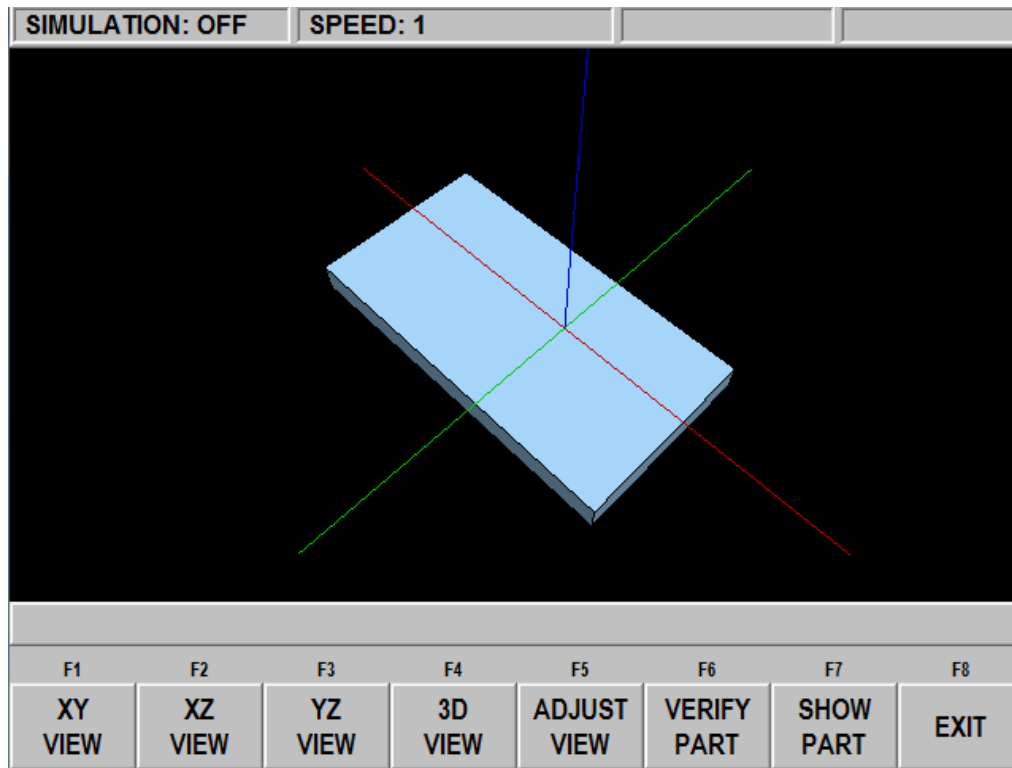 SIMULATION: OFF SPEED: 1
F1 F2 F3 F4 F5 F6 F7 F8
XY XZ YZ 3D ADJUST VERIFY SHOW EXIT
VIEW VIEW VIEW VIEW VIEW PART PART